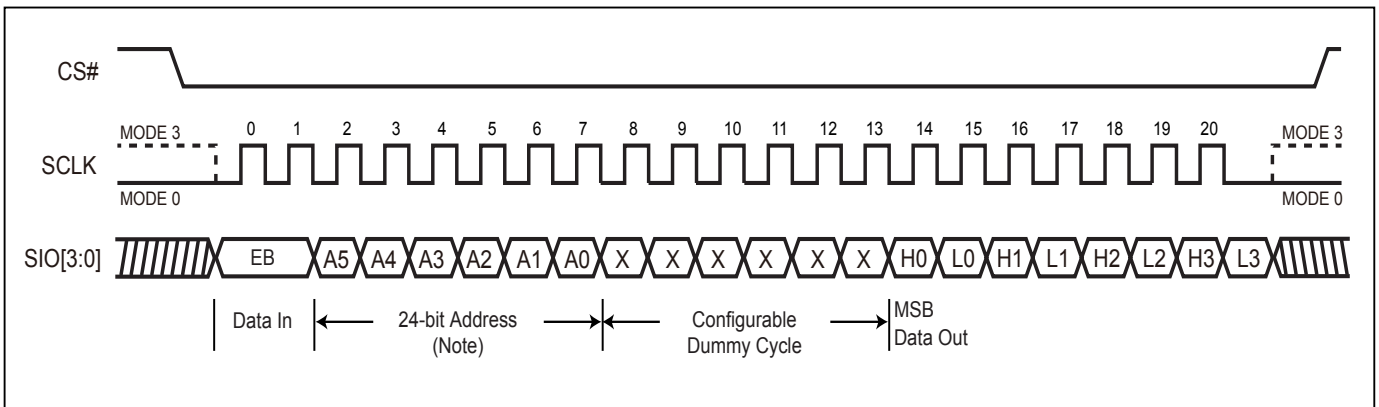 CS#
MODE 3
0 1 2 3 4 5 6 7 8 9 10 11 12 13 14 15 16 17 18 19 20
MODE 3
SCLK
MODE 0
MODE 0
SIO[3:0]
EB A5 A4 A3 A2 A1 A0 X X X X X X H0 L0 H1 L1 H2 L2 H3 L3
Data In
24-bit Address
(Note)
Configurable
Dummy Cycle
MSB
Data Out